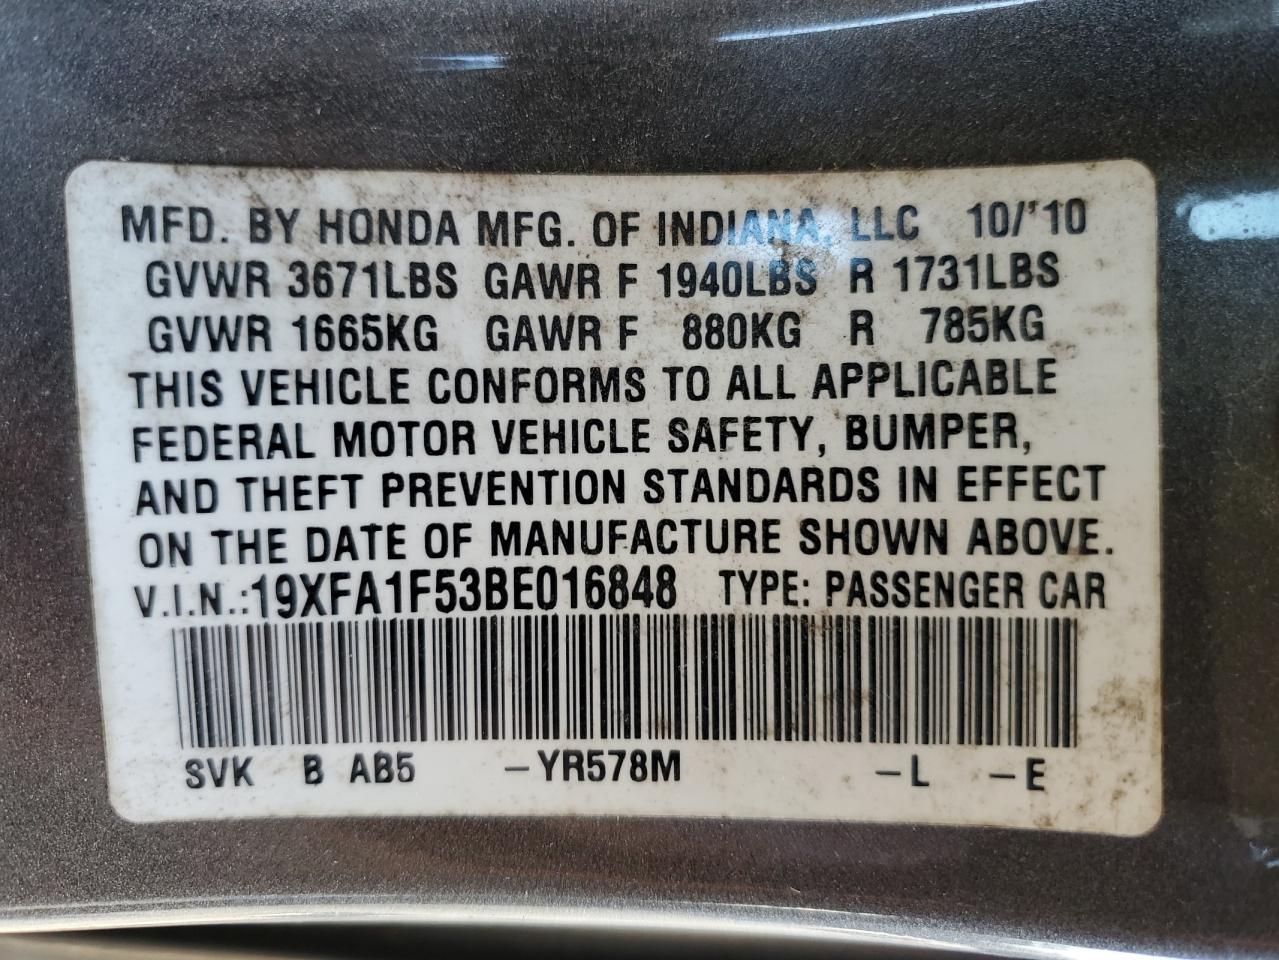 MFD. BY HONDA MFG. OF INDIANA, LLC 10/'10
GVWR 3671LBS GAWR F 1940LBS R 1731LBS
GVWR 1665KG GAWR F 880KG R 785KG
THIS VEHICLE CONFORMS TO ALL APPLICABLE
FEDERAL MOTOR VEHICLE SAFETY, BUMPER,
AND THEFT PREVENTION STANDARDS IN EFFECT
ON THE DATE OF MANUFACTURE SHOWN ABOVE.
V.I.N.:19XFA1F53BE016848 TYPE: PASSENGER CAR
SVK B AB5 –YR578M –L –E